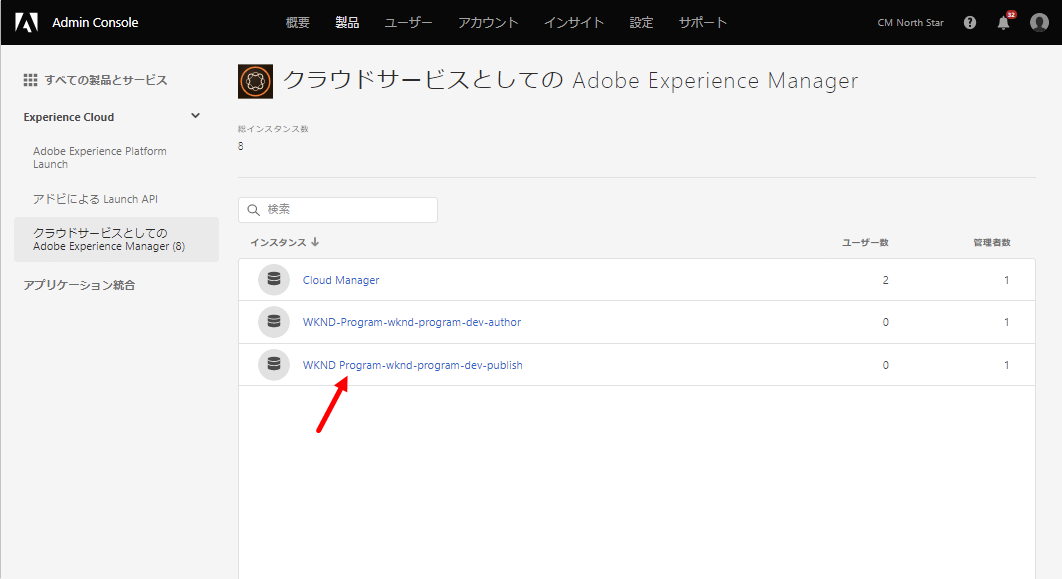 Admin Console
概要 製品 ユーザー アカウント インサイト 設定 サポート
CM North Star
?
32
すべての製品とサービス
Experience Cloud
Adobe Experience Platform
Launch
アドビによる Launch API
クラウドサービスとしての
Adobe Experience Manager (8)
アプリケーション統合
クラウドサービスとしての Adobe Experience Manager
総インスタンス数
8
検索
インスタンス ユーザー数 管理者数
Cloud Manager 2 1
WKND-Program-wknd-program-dev-author 0 1
WKND Program-wknd-program-dev-publish 0 1